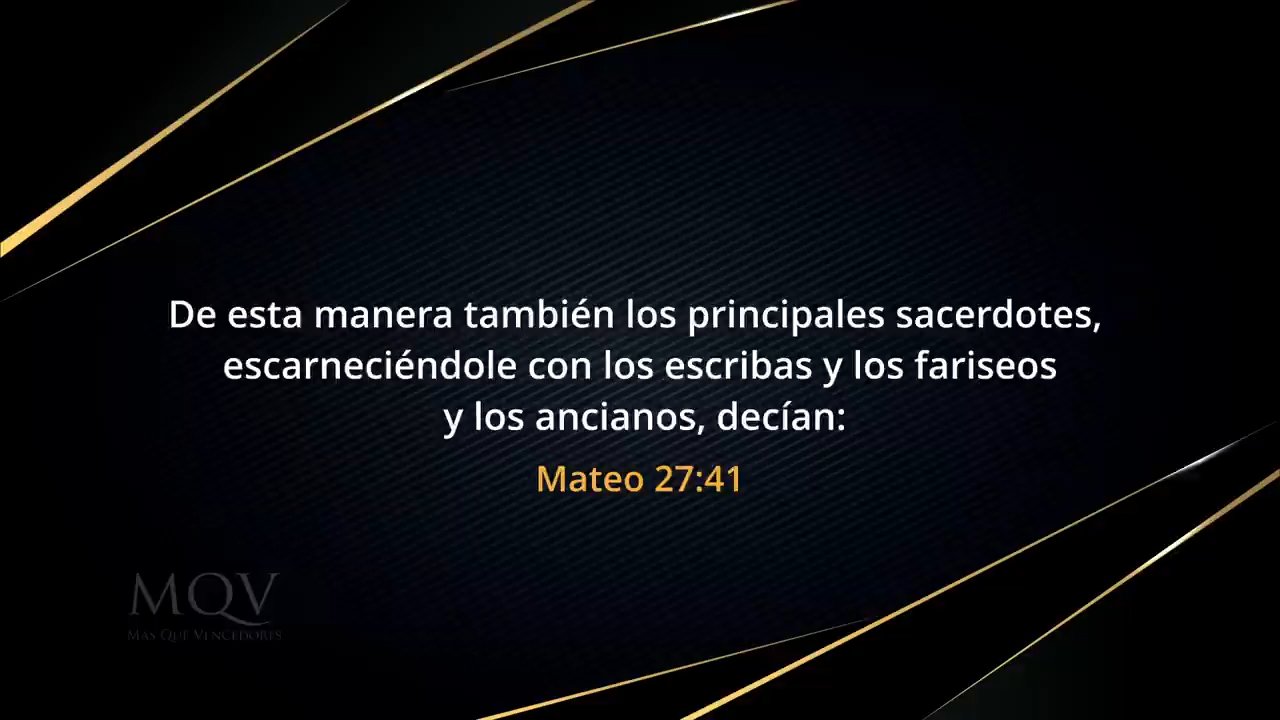 De esta manera también los principales sacerdotes,
escarneciéndole con los escribas y los fariseos
y los ancianos, decían:
Mateo 27:41
MQV
MAS QUE VENCEDORES